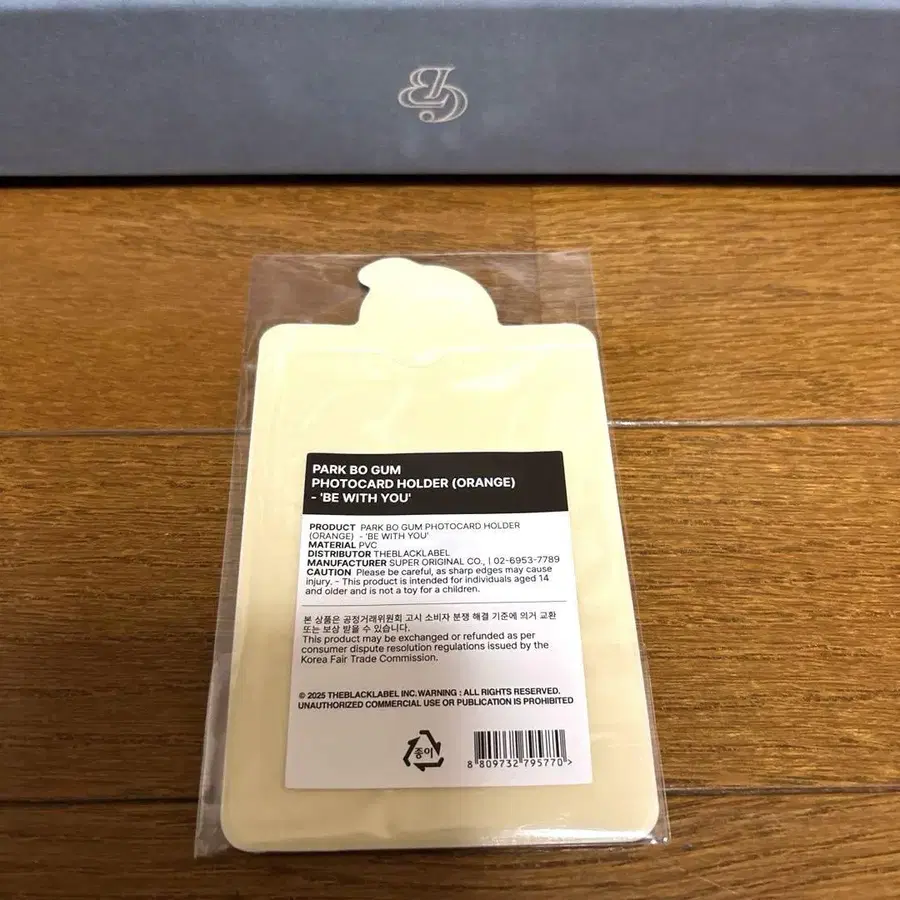 PARK BO GUM
PHOTOCARD HOLDER (ORANGE)
- 'BE WITH YOU'
PRODUCT PARK BO GUM PHOTOCARD HOLDER
(ORANGE) - 'BE WITH YOU'
MATERIAL PVC
DISTRIBUTOR THEBLACKLABEL
MANUFACTURER SUPER ORIGINAL CO., | 02-6953-7789
CAUTION Please be careful, as sharp edges may cause
injury. - This product is intended for individuals aged 14
and older and is not a toy for a children.
본 상품은 공정거래위원회 고시 소비자 분쟁 해결 기준에 의거 교환
또는 보상 받을 수 있습니다.
This product may be exchanged or refunded as per
consumer dispute resolution regulations issued by the
Korea Fair Trade Commission.
© 2025 THEBLACKLABEL INC. WARNING : ALL RIGHTS RESERVED.
UNAUTHORIZED COMMERCIAL USE OR PUBLICATION IS PROHIBITED
종이
8 809732 795770 >